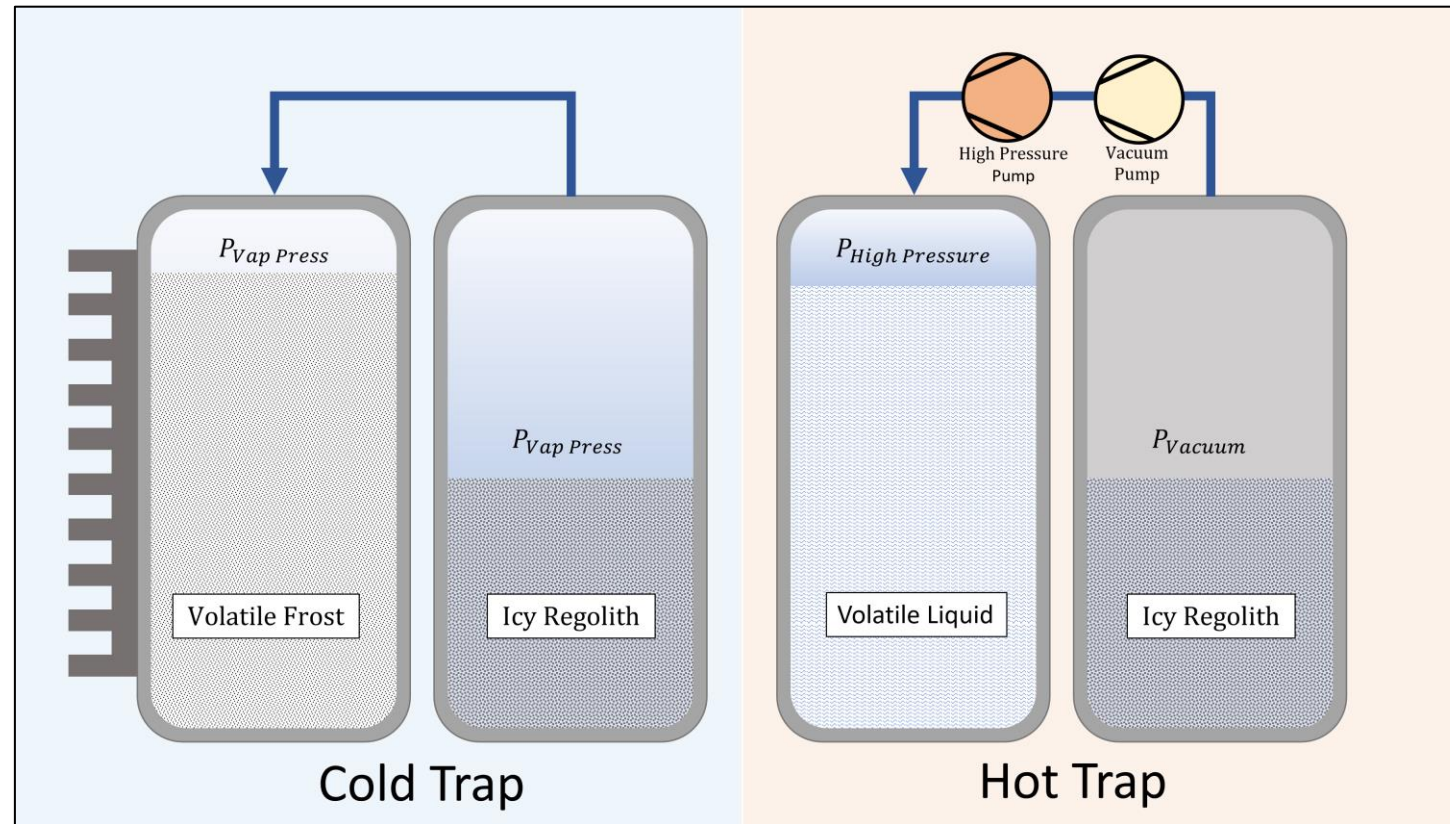 High Pressure
Pump
Vacuum
Pump
P_Vap Press
P_Vap Press
P_High Pressure
P_Vacuum
Volatile Frost
Icy Regolith
Volatile Liquid
Icy Regolith
Cold Trap
Hot Trap